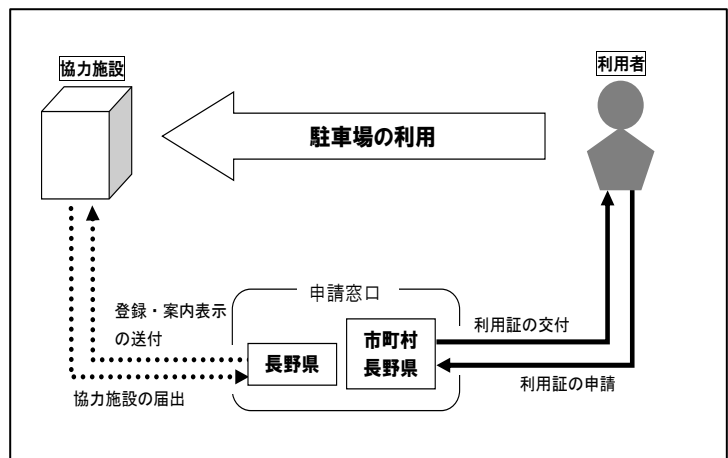 協力施設
利用者
駐車場の利用
申請窓口
登録・案内表示
の送付
長野県
市町村
長野県
利用証の交付
利用証の申請
協力施設の届出